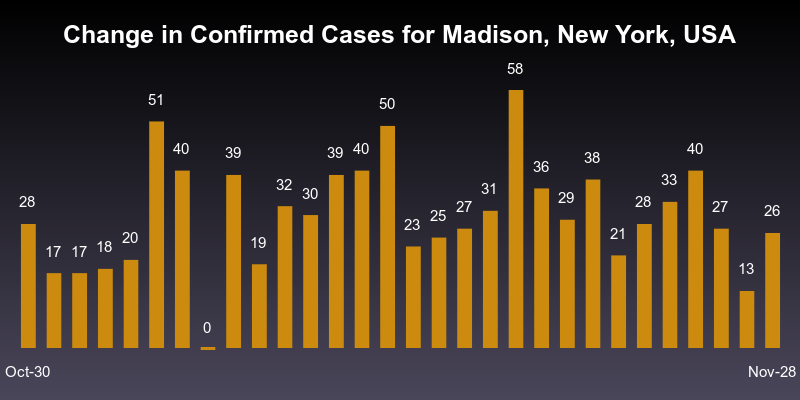 Change in Confirmed Cases for Madison, New York, USA
28 17 17 18 20 51 40 0 39 19 32 30 39 40 50 23 25 27 31 58 36 29 38 21 28 33 40 27 13 26
Oct-30 Nov-28